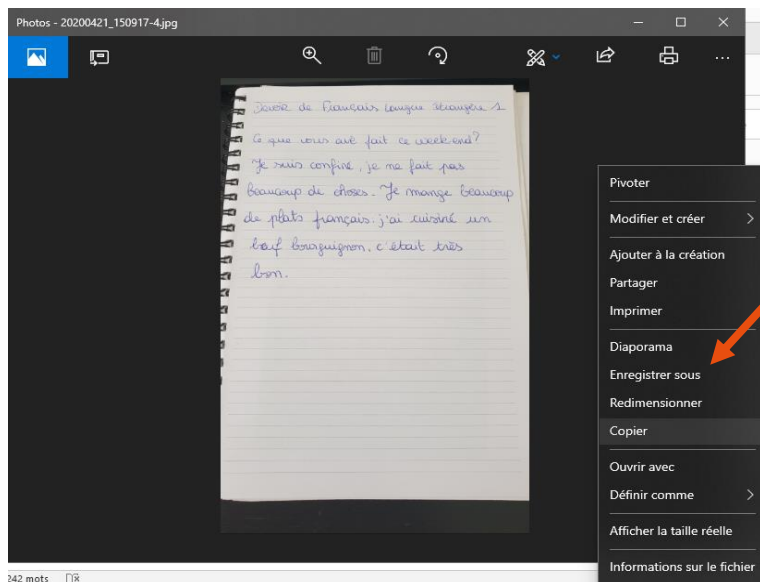 Photos - 20200421_150917-4.jpg
Devoir de Français Langue étrangère 1
Ce que vous avé fait ce week-end?
Je suis confiné, je ne fait pas
beaucoup de choses. Je mange beaucoup
de plats français. j'ai cuisiné un
bœuf bourguignon, c'était très
bon.
Pivoter
Modifier et créer
Ajouter à la création
Partager
Imprimer
Diaporama
Enregistrer sous
Redimensionner
Copier
Ouvrir avec
Définir comme
Afficher la taille réelle
Informations sur le fichier
242 mots